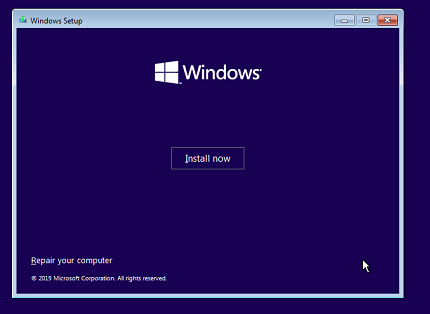 Windows Setup
Windows
Install now
Repair your computer
© 2019 Microsoft Corporation. All rights reserved.